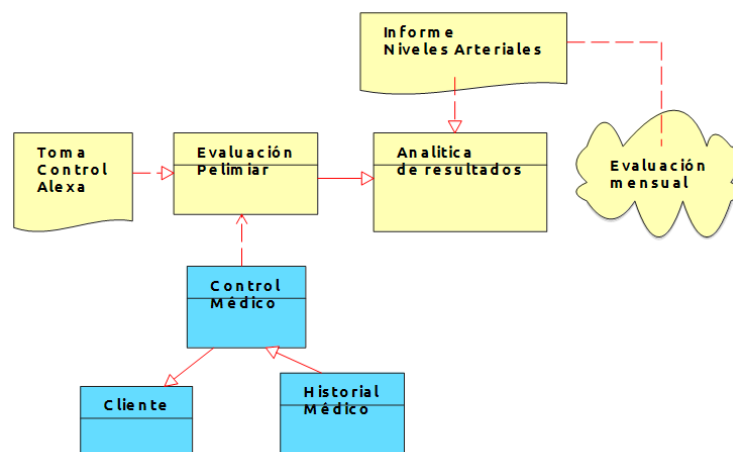 Informe
Niveles Arteriales
Toma
Control
Alexa
Evaluación
Pelimiar
Analitica
de resultados
Evaluación
mensual
Control
Médico
Cliente
Historial
Médico